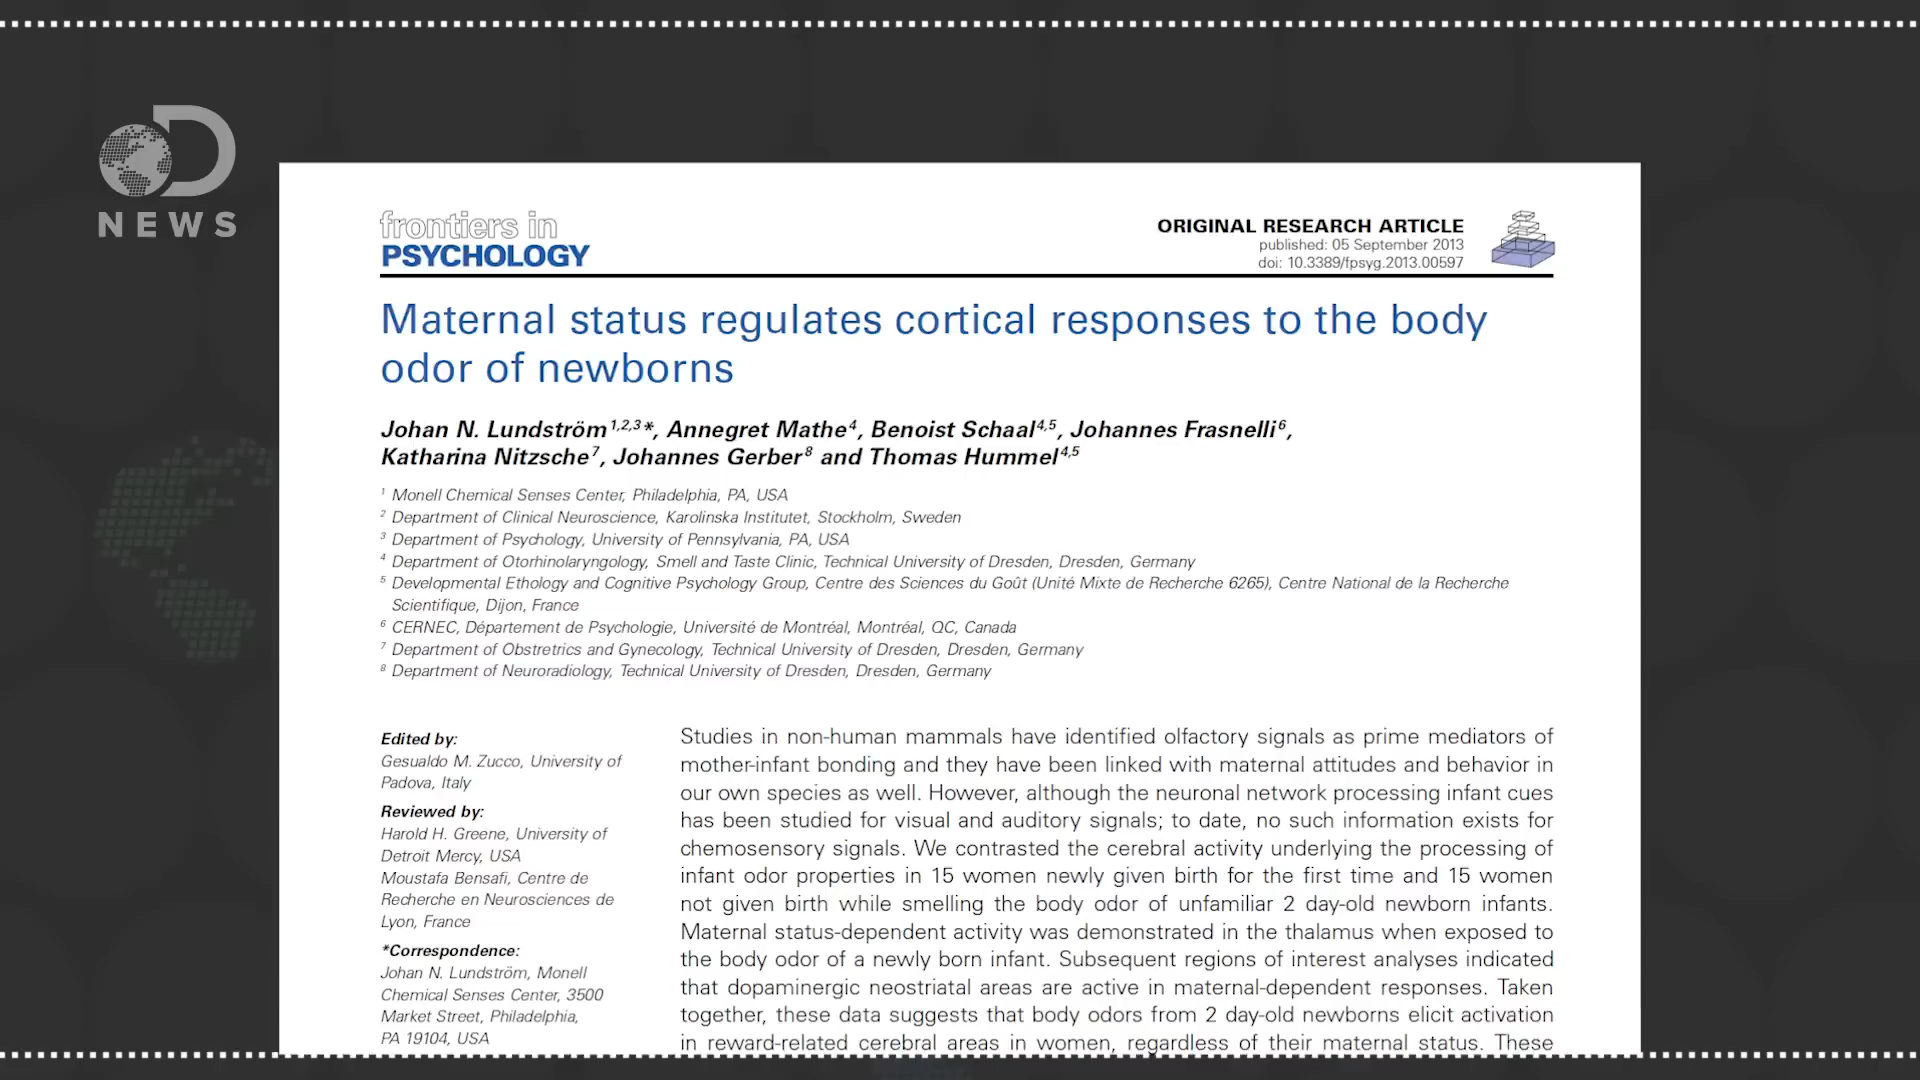 NEWS
frontiers in
PSYCHOLOGY
ORIGINAL RESEARCH ARTICLE
published: 05 September 2013
doi: 10.3389/fpsyg.2013.00597
Maternal status regulates cortical responses to the body
odor of newborns
Johan N. Lundström1,2,3*, Annegret Mathe4, Benoist Schaal4,5, Johannes Frasnelli6,
Katharina Nitzsche7, Johannes Gerber8 and Thomas Hummel4,5
1 Monell Chemical Senses Center, Philadelphia, PA, USA
2 Department of Clinical Neuroscience, Karolinska Institutet, Stockholm, Sweden
3 Department of Psychology, University of Pennsylvania, PA, USA
4 Department of Otorhinolaryngology, Smell and Taste Clinic, Technical University of Dresden, Dresden, Germany
5 Developmental Ethology and Cognitive Psychology Group, Centre des Sciences du Goût (Unité Mixte de Recherche 6265), Centre National de la Recherche
Scientifique, Dijon, France
6 CERNEC, Département de Psychologie, Université de Montréal, Montréal, QC, Canada
7 Department of Obstretrics and Gynecology, Technical University of Dresden, Dresden, Germany
8 Department of Neuroradiology, Technical University of Dresden, Dresden, Germany
Edited by:
Gesualdo M. Zucco, University of
Padova, Italy
Reviewed by:
Harold H. Greene, University of
Detroit Mercy, USA
Moustafa Bensafi, Centre de
Recherche en Neurosciences de
Lyon, France
*Correspondence:
Johan N. Lundström, Monell
Chemical Senses Center, 3500
Market Street, Philadelphia,
PA 19104, USA
Studies in non-human mammals have identified olfactory signals as prime mediators of
mother-infant bonding and they have been linked with maternal attitudes and behavior in
our own species as well. However, although the neuronal network processing infant cues
has been studied for visual and auditory signals; to date, no such information exists for
chemosensory signals. We contrasted the cerebral activity underlying the processing of
infant odor properties in 15 women newly given birth for the first time and 15 women
not given birth while smelling the body odor of unfamiliar 2 day-old newborn infants.
Maternal status-dependent activity was demonstrated in the thalamus when exposed to
the body odor of a newly born infant. Subsequent regions of interest analyses indicated
that dopaminergic neostriatal areas are active in maternal-dependent responses. Taken
together, these data suggests that body odors from 2 day-old newborns elicit activation
in reward-related cerebral areas in women, regardless of their maternal status. These